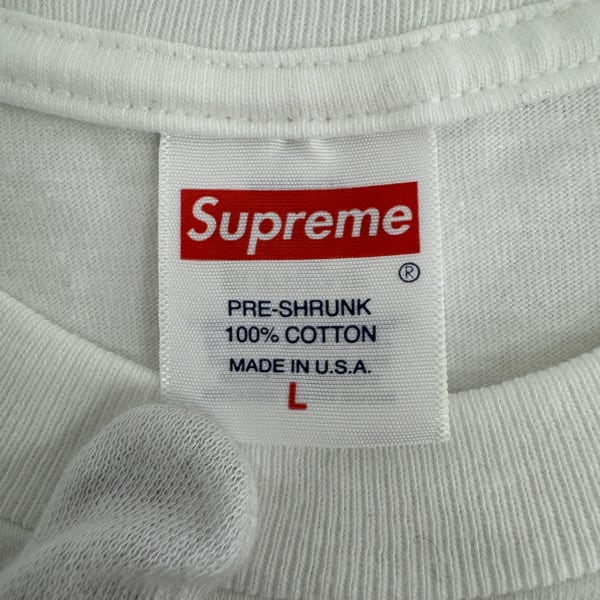 Supreme
®
PRE-SHRUNK
100% COTTON
MADE IN U.S.A.
L